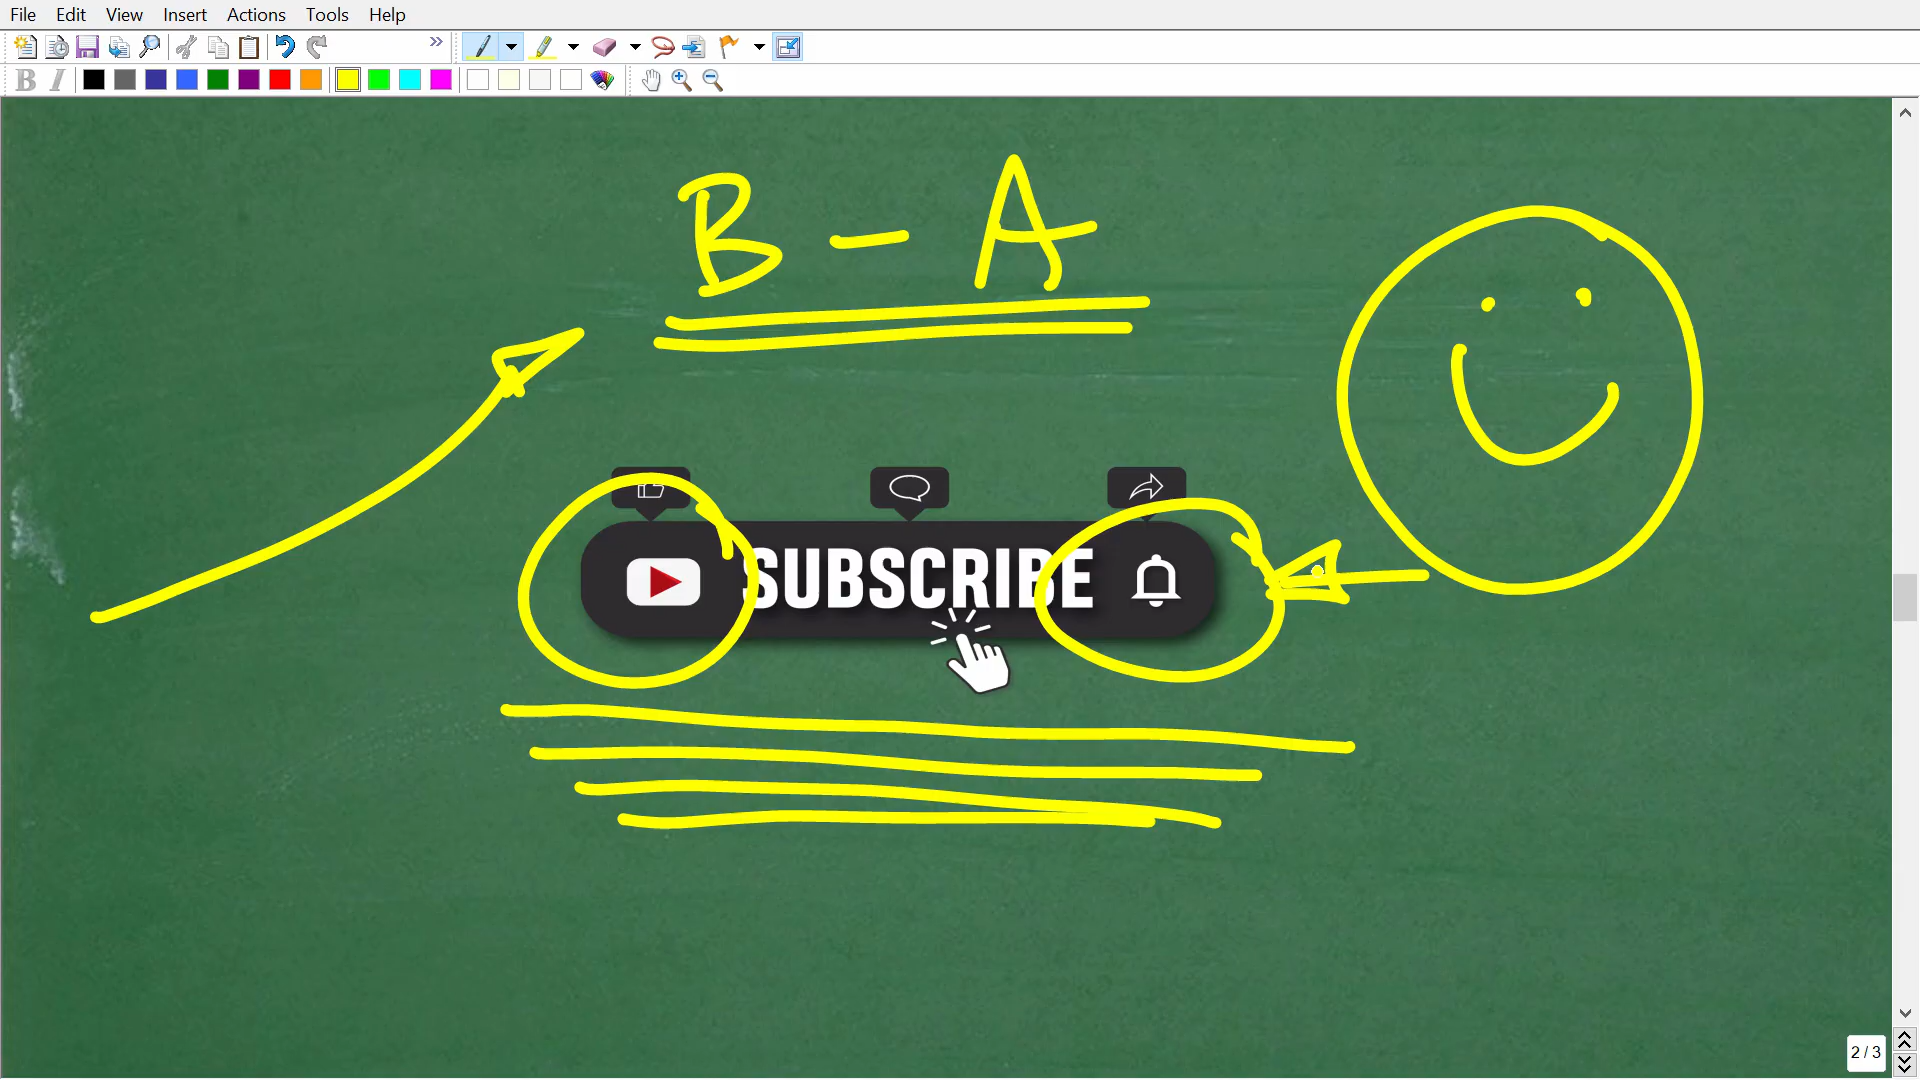 File Edit View Insert Actions Tools Help
B I
B - A
SUBSCRIBE
2 / 3